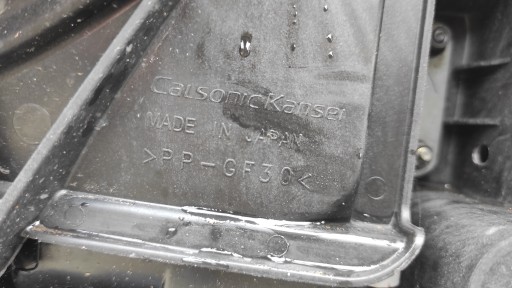 CalsonicKansei
MADE IN JAPAN
>PP-GF30<